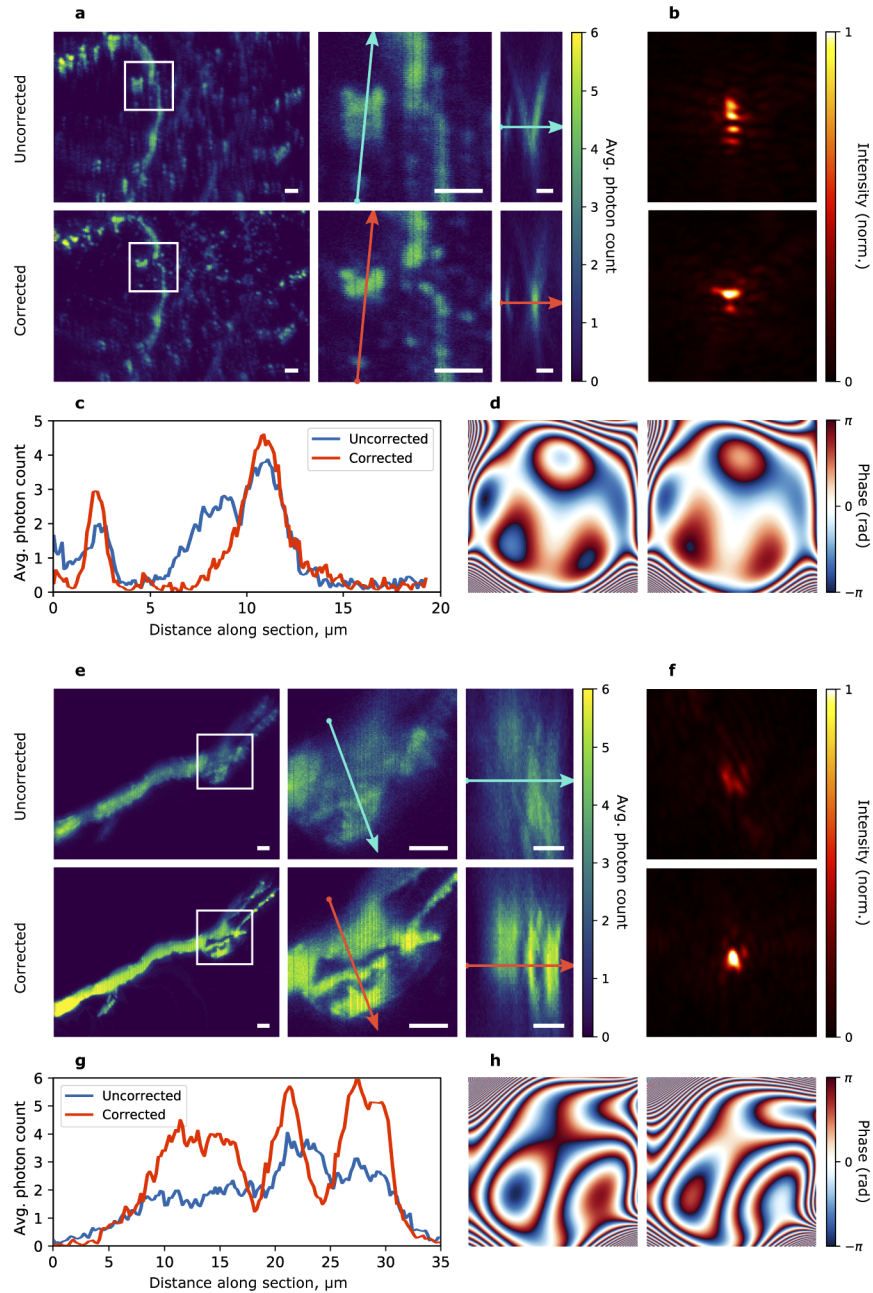 a
b
Uncorrected
Corrected
6
5
4
3
2
1
0
Avg. photon count
1
0
Intensity (norm.)
c
d
5
4
3
2
1
0
Avg. photon count
Uncorrected
Corrected
0
5
10
15
20
Distance along section, μm
π
0
−π
Phase (rad)
e
f
Uncorrected
Corrected
6
5
4
3
2
1
0
Avg. photon count
1
0
Intensity (norm.)
g
h
6
5
4
3
2
1
0
Avg. photon count
Uncorrected
Corrected
0
5
10
15
20
25
30
35
Distance along section, μm
π
0
−π
Phase (rad)